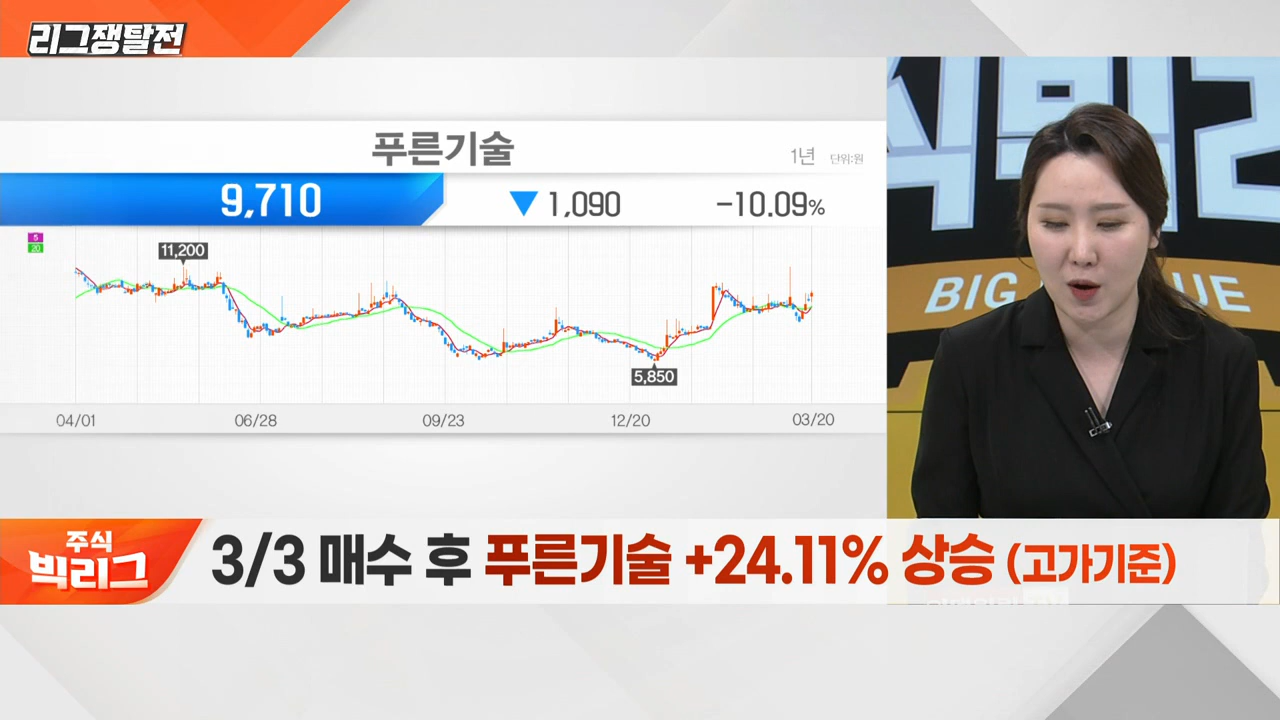 리그쟁탈전
푸른기술
1년 단위:원
9,710 ▼ 1,090 -10.09%
5
20
11,200
5,850
04/01 06/28 09/23 12/20 03/20
BIG
UE
주식
빅리그
3/3 매수 후 푸른기술 +24.11% 상승 (고가기준)